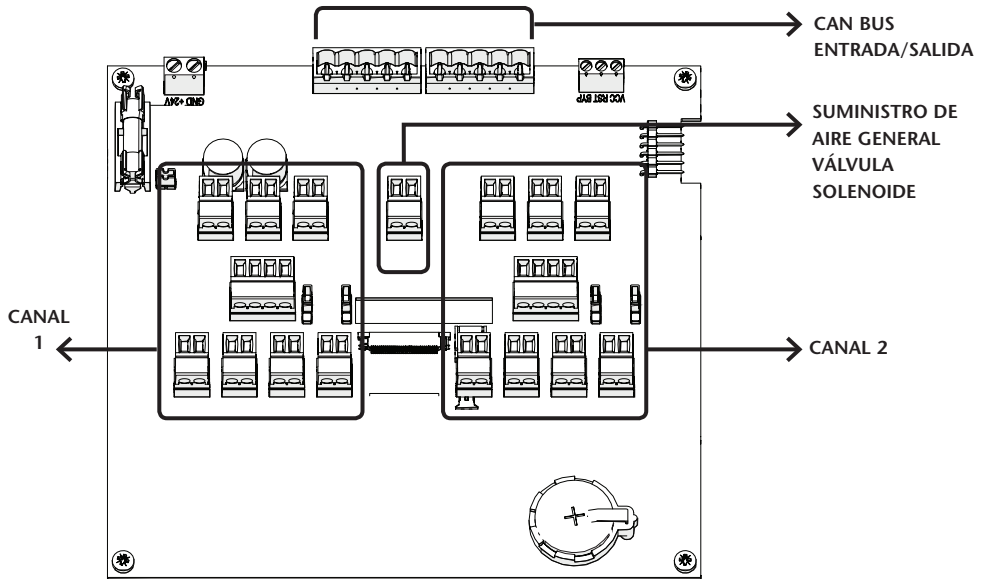 CAN BUS
ENTRADA/SALIDA
GND +24V
VCC RST BYP
SUMINISTRO DE
AIRE GENERAL
VÁLVULA
SOLENOIDE
CANAL
1
CANAL 2